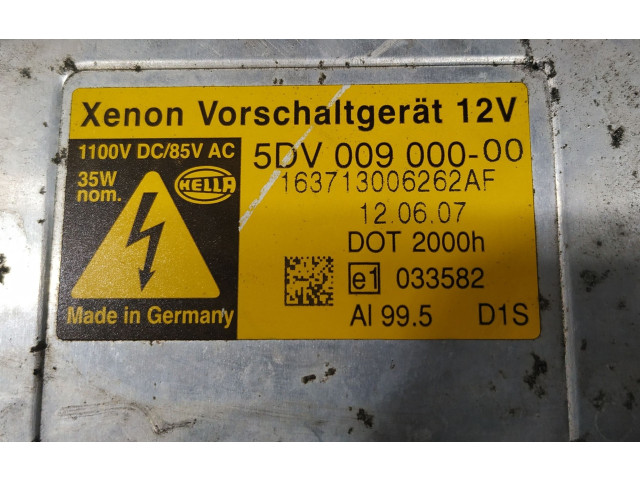 Xenon Vorschaltgerät 12V
1100V DC/85V AC
35W
nom.
HELLA
Made in Germany
5DV 009 000-00
163713006262AF
12.06.07
DOT 2000h
e1 033582
Al 99.5 D1S